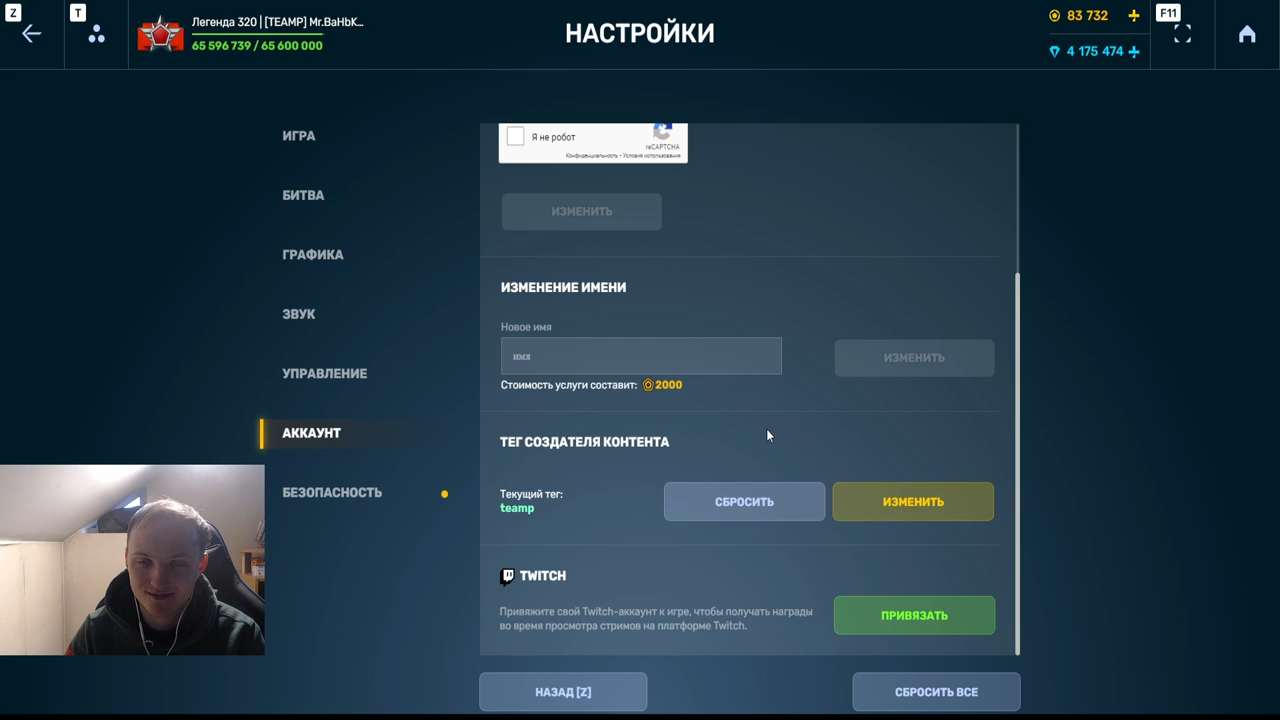 Z
T
Легенда 320 | [TEAMP] Mr.BaHbK...
65 596 739 / 65 600 000
НАСТРОЙКИ
83 732
4 175 474
F11
ИГРА
БИТВА
ГРАФИКА
ЗВУК
УПРАВЛЕНИЕ
АККАУНТ
БЕЗОПАСНОСТЬ
Я не робот
reCAPTCHA
Конфиденциальность - Условия использования
ИЗМЕНИТЬ
ИЗМЕНЕНИЕ ИМЕНИ
Новое имя
имя
ИЗМЕНИТЬ
Стоимость услуги составит: 2000
ТЕГ СОЗДАТЕЛЯ КОНТЕНТА
Текущий тег:
teamp
СБРОСИТЬ
ИЗМЕНИТЬ
TWITCH
Привяжите свой Twitch-аккаунт к игре, чтобы получать награды
во время просмотра стримов на платформе Twitch.
ПРИВЯЗАТЬ
НАЗАД [Z]
СБРОСИТЬ ВСЕ